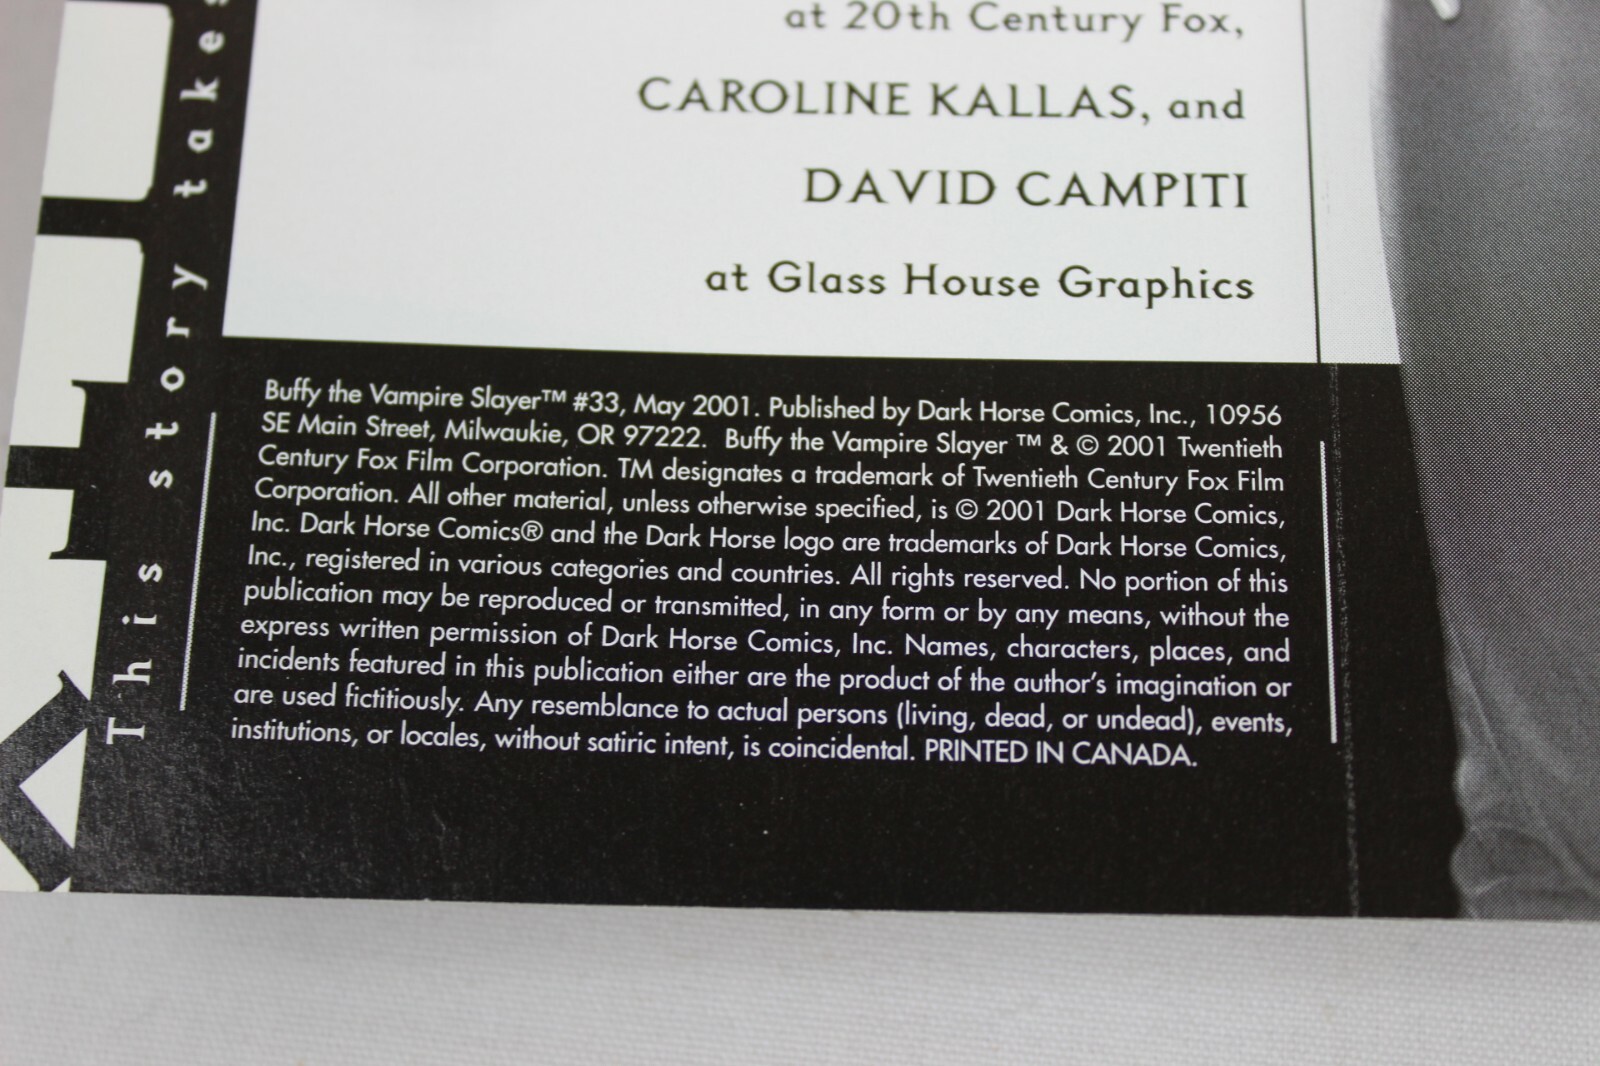 at 20th Century Fox,
CAROLINE KALLAS, and
DAVID CAMPITI
at Glass House Graphics
This story takes
Buffy the Vampire Slayer™ #33, May 2001. Published by Dark Horse Comics, Inc., 10956
SE Main Street, Milwaukie, OR 97222. Buffy the Vampire Slayer ™ & © 2001 Twentieth
Century Fox Film Corporation. TM designates a trademark of Twentieth Century Fox Film
Corporation. All other material, unless otherwise specified, is © 2001 Dark Horse Comics,
Inc. Dark Horse Comics® and the Dark Horse logo are trademarks of Dark Horse Comics,
Inc., registered in various categories and countries. All rights reserved. No portion of this
publication may be reproduced or transmitted, in any form or by any means, without the
express written permission of Dark Horse Comics, Inc. Names, characters, places, and
incidents featured in this publication either are the product of the author's imagination or
are used fictitiously. Any resemblance to actual persons (living, dead, or undead), events,
institutions, or locales, without satiric intent, is coincidental. PRINTED IN CANADA.